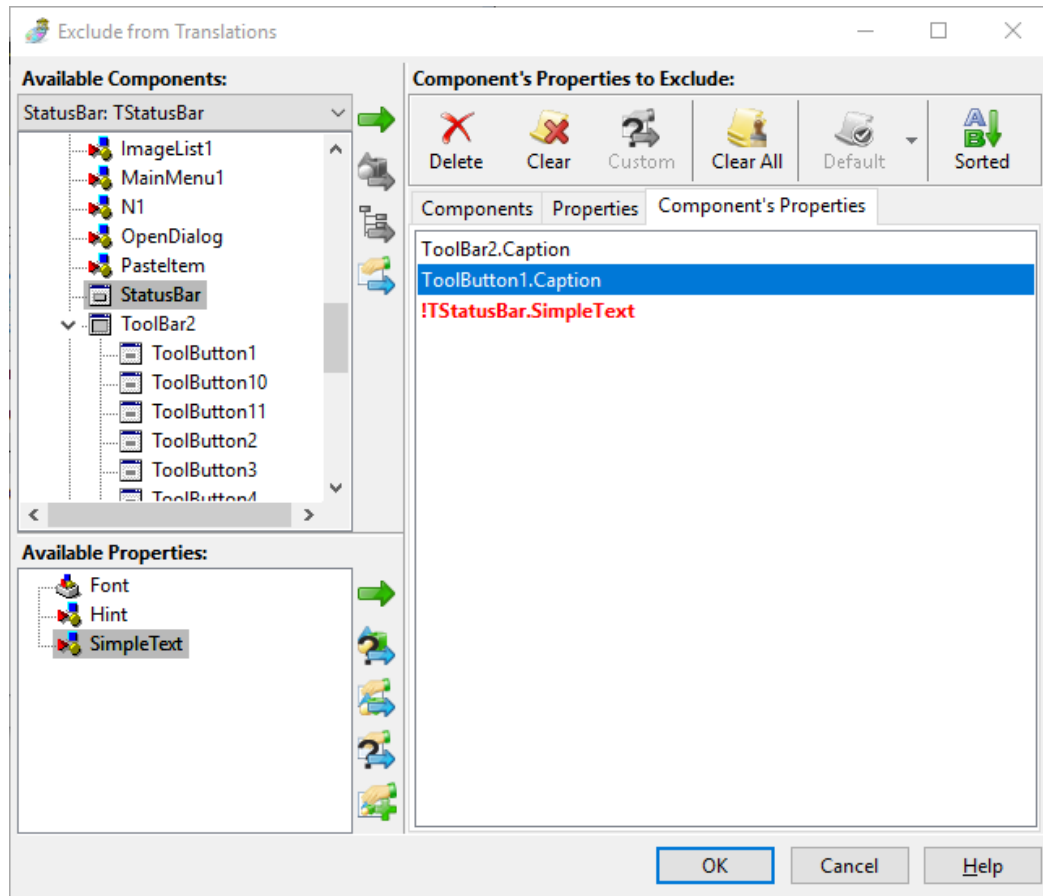 Exclude from Translations
Available Components:
StatusBar: TStatusBar
ImageList1
MainMenu1
N1
OpenDialog
PasteItem
StatusBar
ToolBar2
ToolButton1
ToolButton10
ToolButton11
ToolButton2
ToolButton3
ToolButton4
Available Properties:
Font
Hint
SimpleText
Component's Properties to Exclude:
Delete Clear Custom Clear All Default Sorted
Components Properties Component's Properties
ToolBar2.Caption
ToolButton1.Caption
!TStatusBar.SimpleText
OK Cancel Help